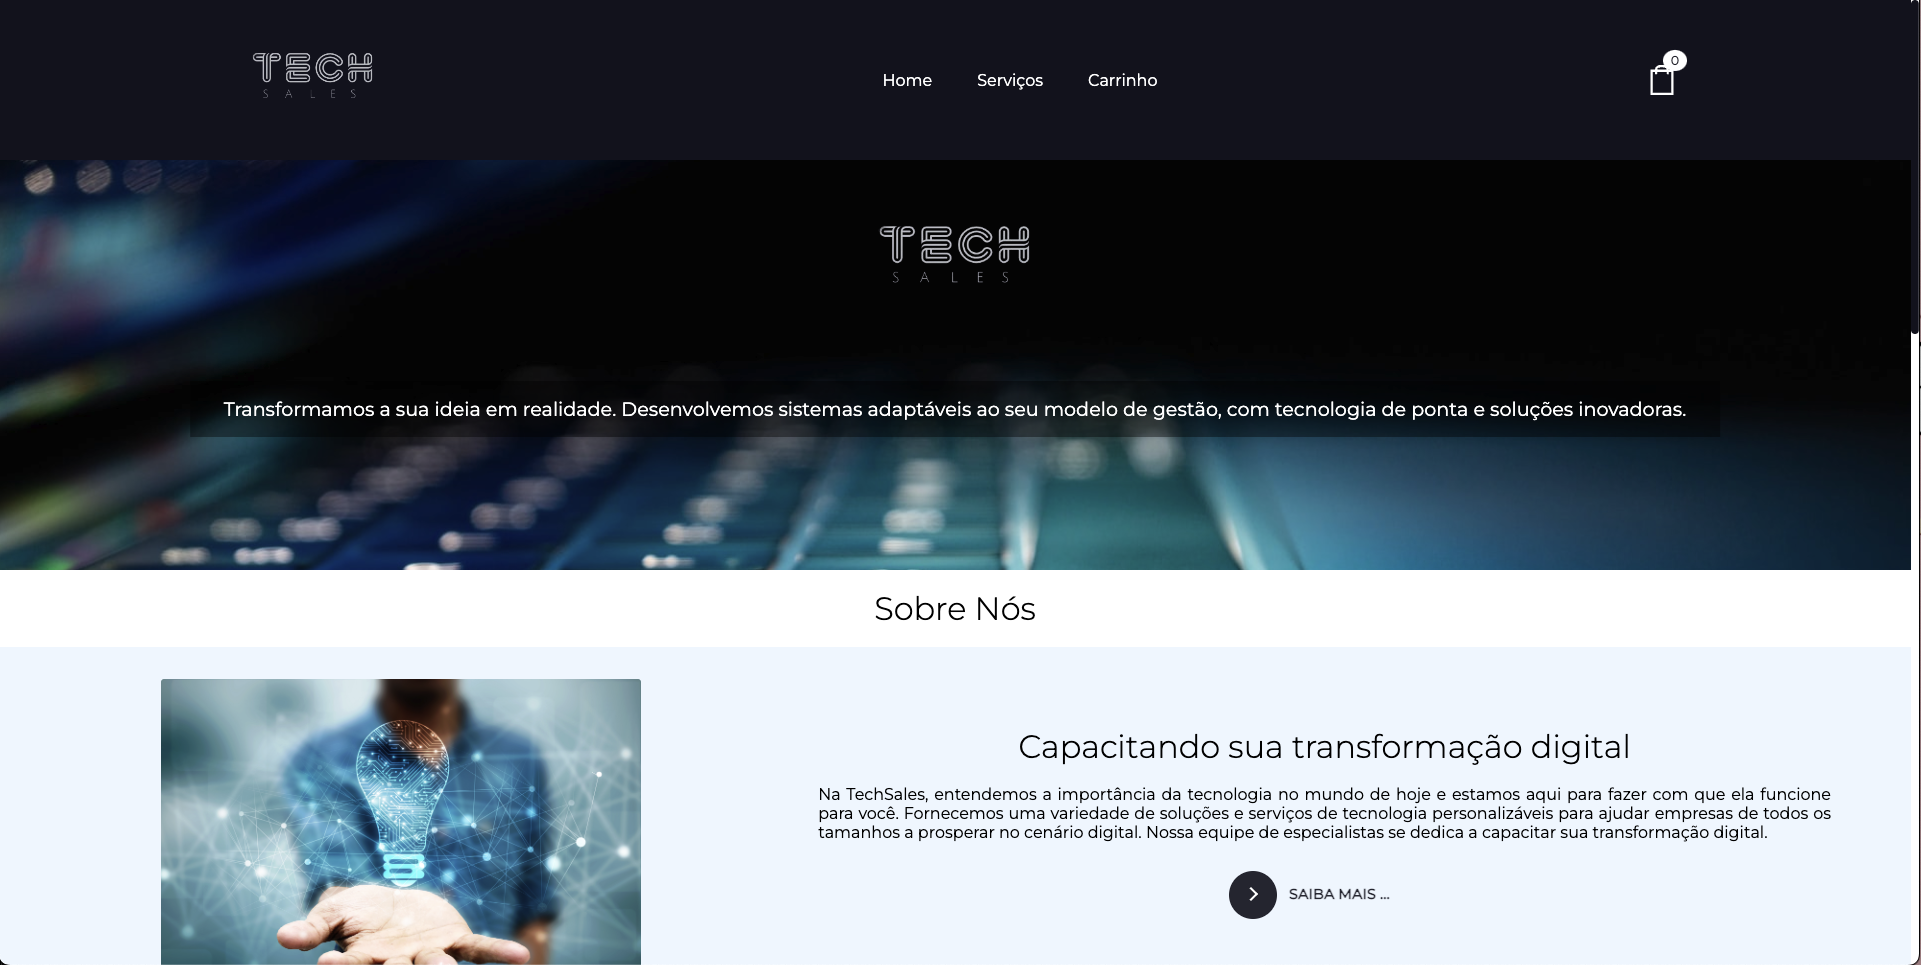 TECH
SALES
Home
Serviços
Carrinho
0
TECH
SALES
Transformamos a sua ideia em realidade. Desenvolvemos sistemas adaptáveis ao seu modelo de gestão, com tecnologia de ponta e soluções inovadoras.
Sobre Nós
Capacitando sua transformação digital
Na TechSales, entendemos a importância da tecnologia no mundo de hoje e estamos aqui para fazer com que ela funcione
para você. Fornecemos uma variedade de soluções e serviços de tecnologia personalizáveis para ajudar empresas de todos os
tamanhos a prosperar no cenário digital. Nossa equipe de especialistas se dedica a capacitar sua transformação digital.
SAIBA MAIS ...